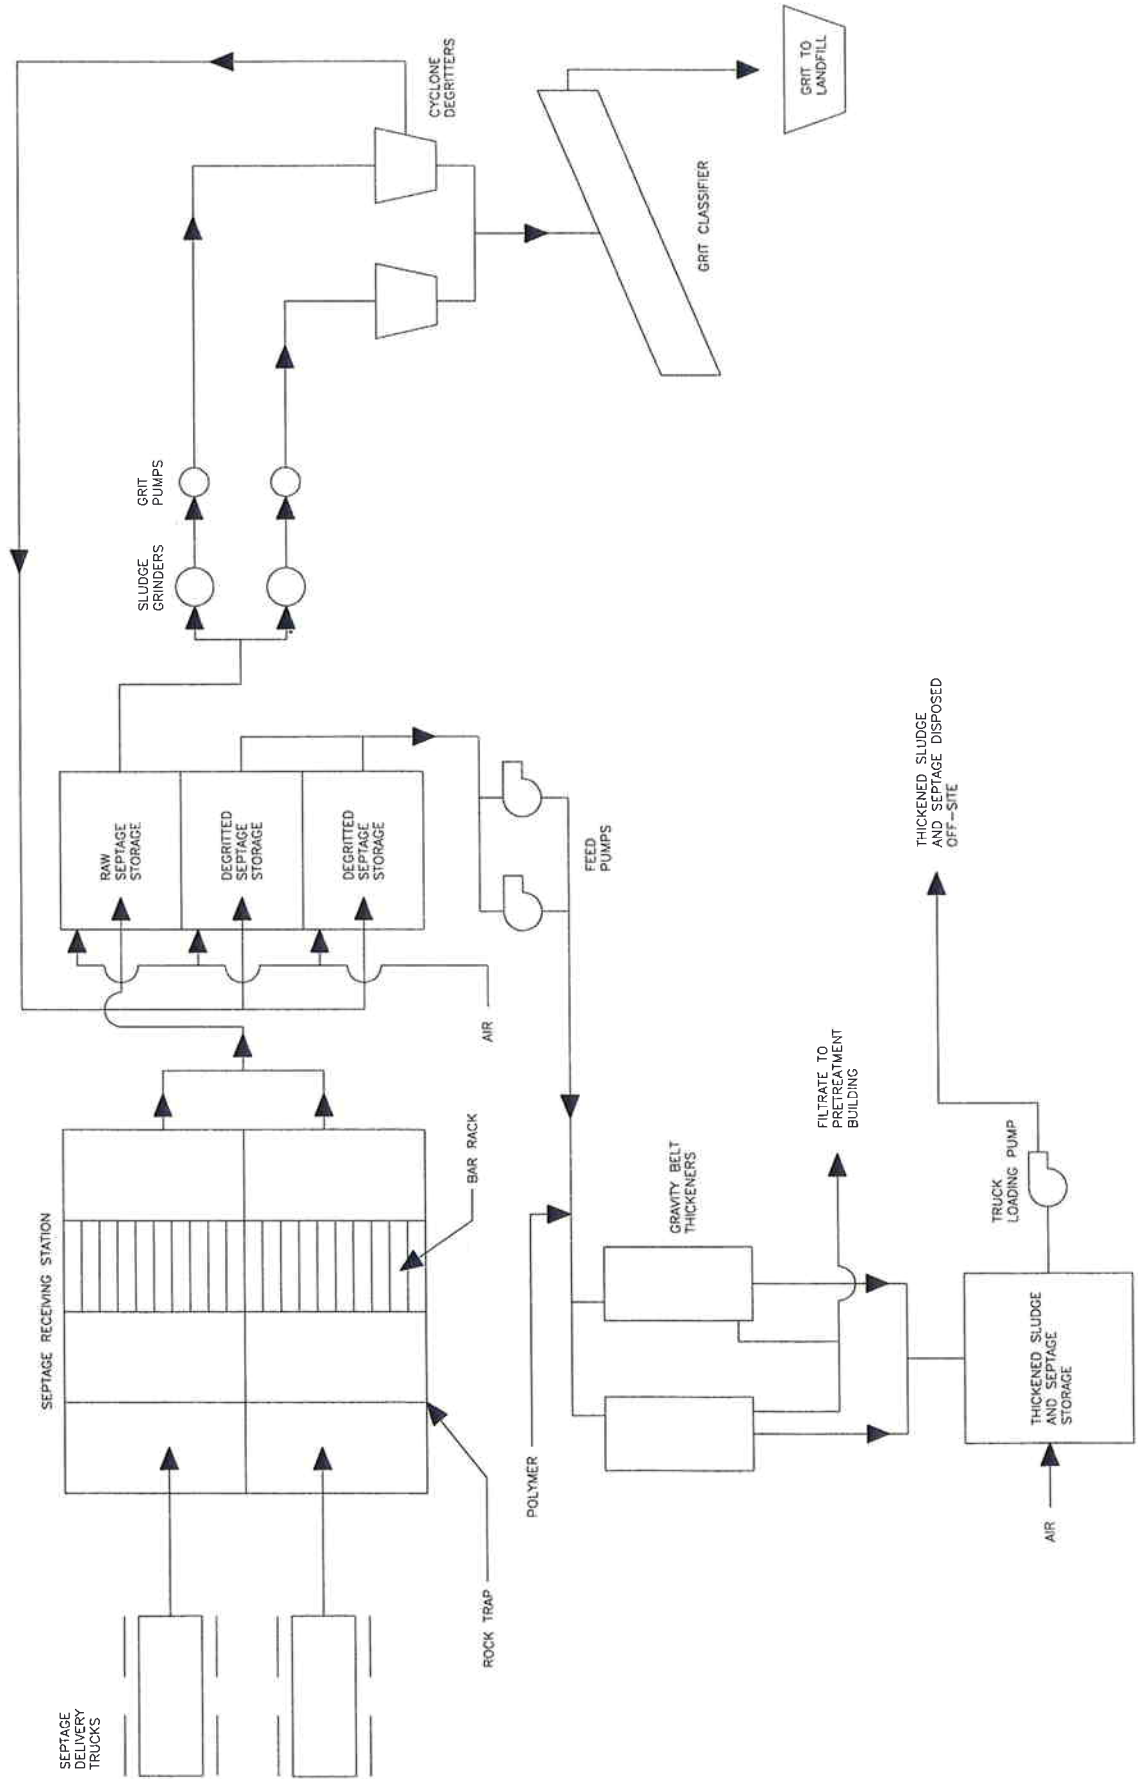 SEPTAGE
DELIVERY
TRUCKS
SEPTAGE RECEIVING STATION
ROCK TRAP
BAR RACK
RAW
SEPTAGE
STORAGE
DEGRITTED
SEPTAGE
STORAGE
DEGRITTED
SEPTAGE
STORAGE
AIR
SLUDGE
GRINDERS
GRIT
PUMPS
CYCLONE
DEGRITTERS
GRIT CLASSIFIER
GRIT TO
LANDFILL
FEED
PUMPS
POLYMER
GRAVITY BELT
THICKENERS
FILTRATE TO
PRETREATMENT
BUILDING
AIR
THICKENED SLUDGE
AND SEPTAGE
STORAGE
TRUCK
LOADING PUMP
THICKENED SLUDGE
AND SEPTAGE DISPOSED
OFF-SITE